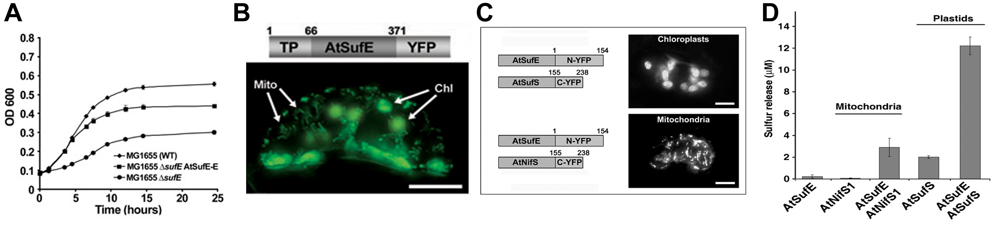 A
OD 600
0.8
0.7
0.6
0.5
0.4
0.3
0.2
0.1
0
0 5 10 15 20 25
Time (hours)
MG1655 (WT)
MG1655 ΔsufE AtSufE-E
MG1655 ΔsufE
B
1 66 371
TP AtSufE YFP
Mito
Chl
C
1 154
AtSufE N-YFP
155 238
AtSufS C-YFP
Chloroplasts
1 154
AtSufE N-YFP
155 238
AtNifS C-YFP
Mitochondria
D
Sulfur release (μM)
14
12
10
8
6
4
2
0
Plastids
Mitochondria
AtSufE
AtNifS1
AtSufE
AtNifS1
AtSufS
AtSufE
AtSufS